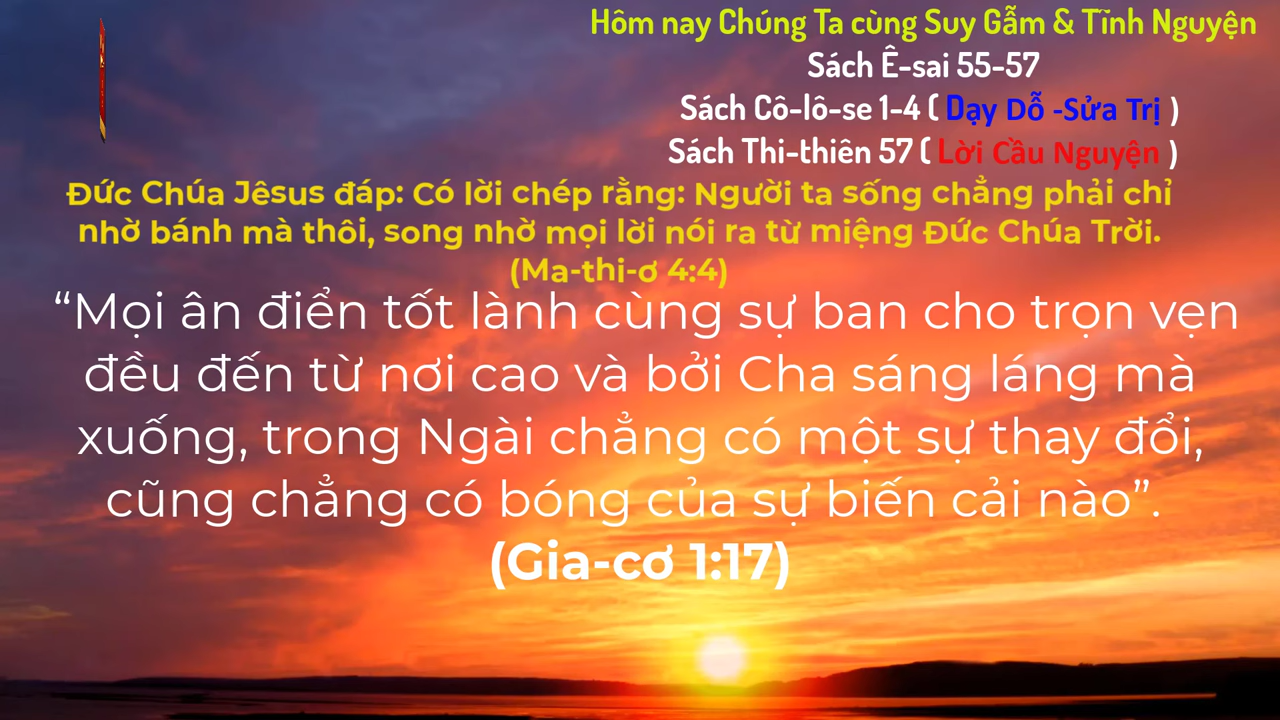 Hôm nay Chúng Ta cùng Suy Gẫm & Tĩnh Nguyện
Sách Ê-sai 55-57
Sách Cô-lô-se 1-4 ( Dạy Dỗ -Sửa Trị )
Sách Thi-thiên 57 ( Lời Cầu Nguyện )
Đức Chúa Jêsus đáp: Có lời chép rằng: Người ta sống chẳng phải chỉ
nhờ bánh mà thôi, song nhờ mọi lời nói ra từ miệng Đức Chúa Trời.
(Ma-thi-ơ 4:4)
“Mọi ân điển tốt lành cùng sự ban cho trọn vẹn
đều đến từ nơi cao và bởi Cha sáng láng mà
xuống, trong Ngài chẳng có một sự thay đổi,
cũng chẳng có bóng của sự biến cải nào”.
(Gia-cơ 1:17)